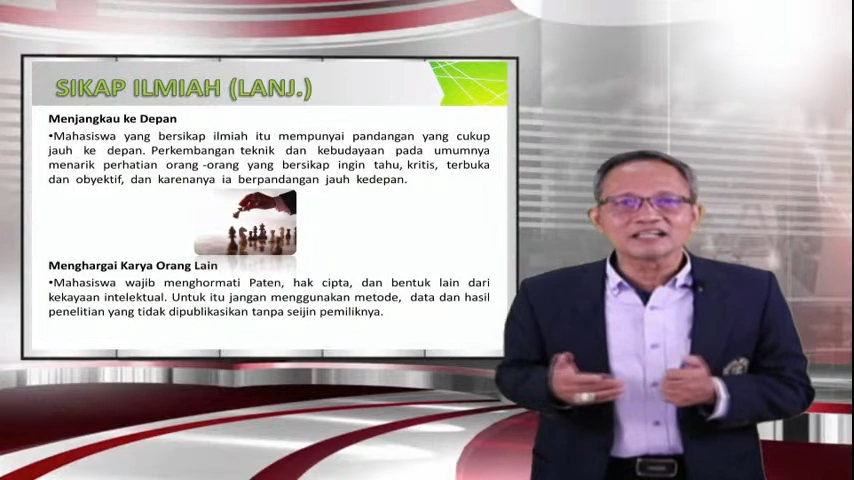 SIKAP ILMIAH (LANJ.)
Menjangkau ke Depan
•Mahasiswa yang bersikap ilmiah itu mempunyai pandangan yang cukup
jauh ke depan. Perkembangan teknik dan kebudayaan pada umumnya
menarik perhatian orang -orang yang bersikap ingin tahu, kritis, terbuka
dan obyektif, dan karenanya ia berpandangan jauh kedepan.
Menghargai Karya Orang Lain
•Mahasiswa wajib menghormati Paten, hak cipta, dan bentuk lain dari
kekayaan intelektual. Untuk itu jangan menggunakan metode, data dan hasil
penelitian yang tidak dipublikasikan tanpa seijin pemiliknya.